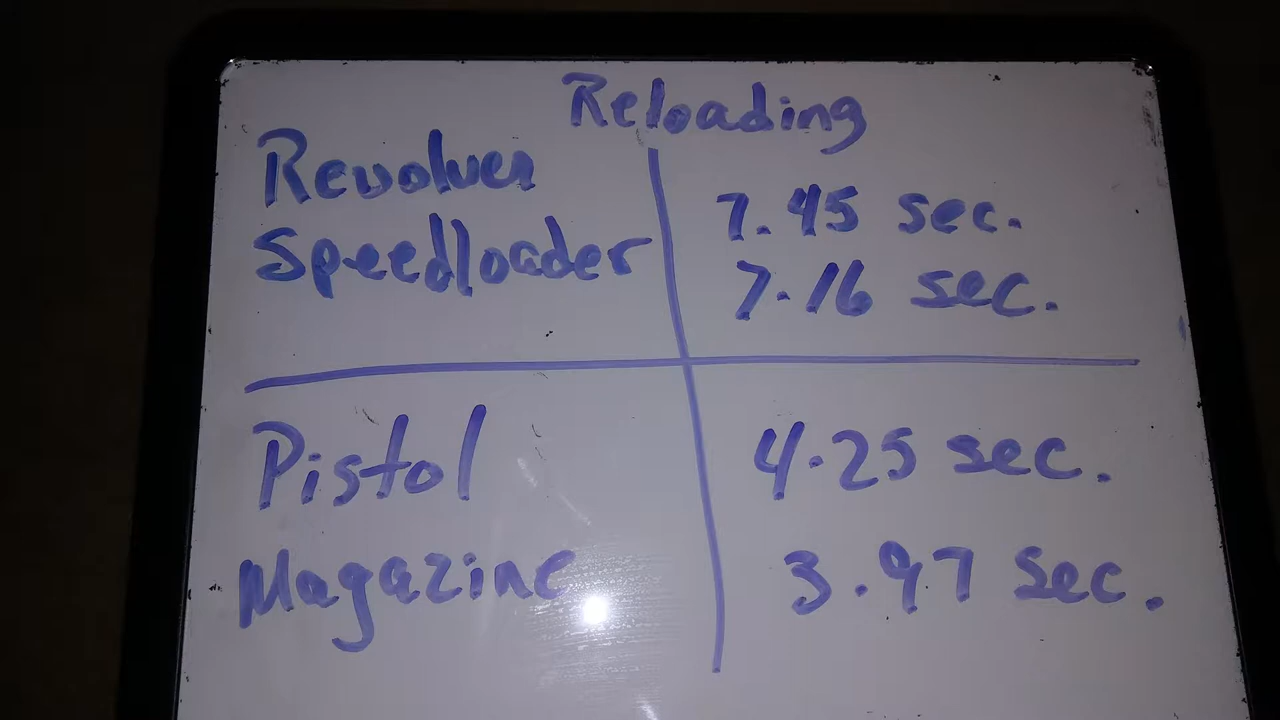 Reloading
Revolver
Speedloader
7.45 sec.
7.16 sec.
Pistol
Magazine
4.25 sec.
3.97 sec.